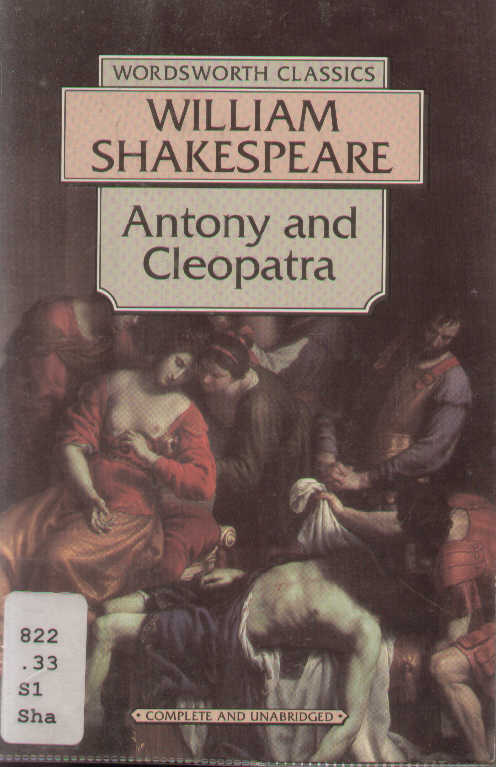 WORDSWORTH CLASSICS
WILLIAM
SHAKESPEARE
Antony and
Cleopatra
822
.33
S1
Sha
• COMPLETE AND UNABRIDGED •